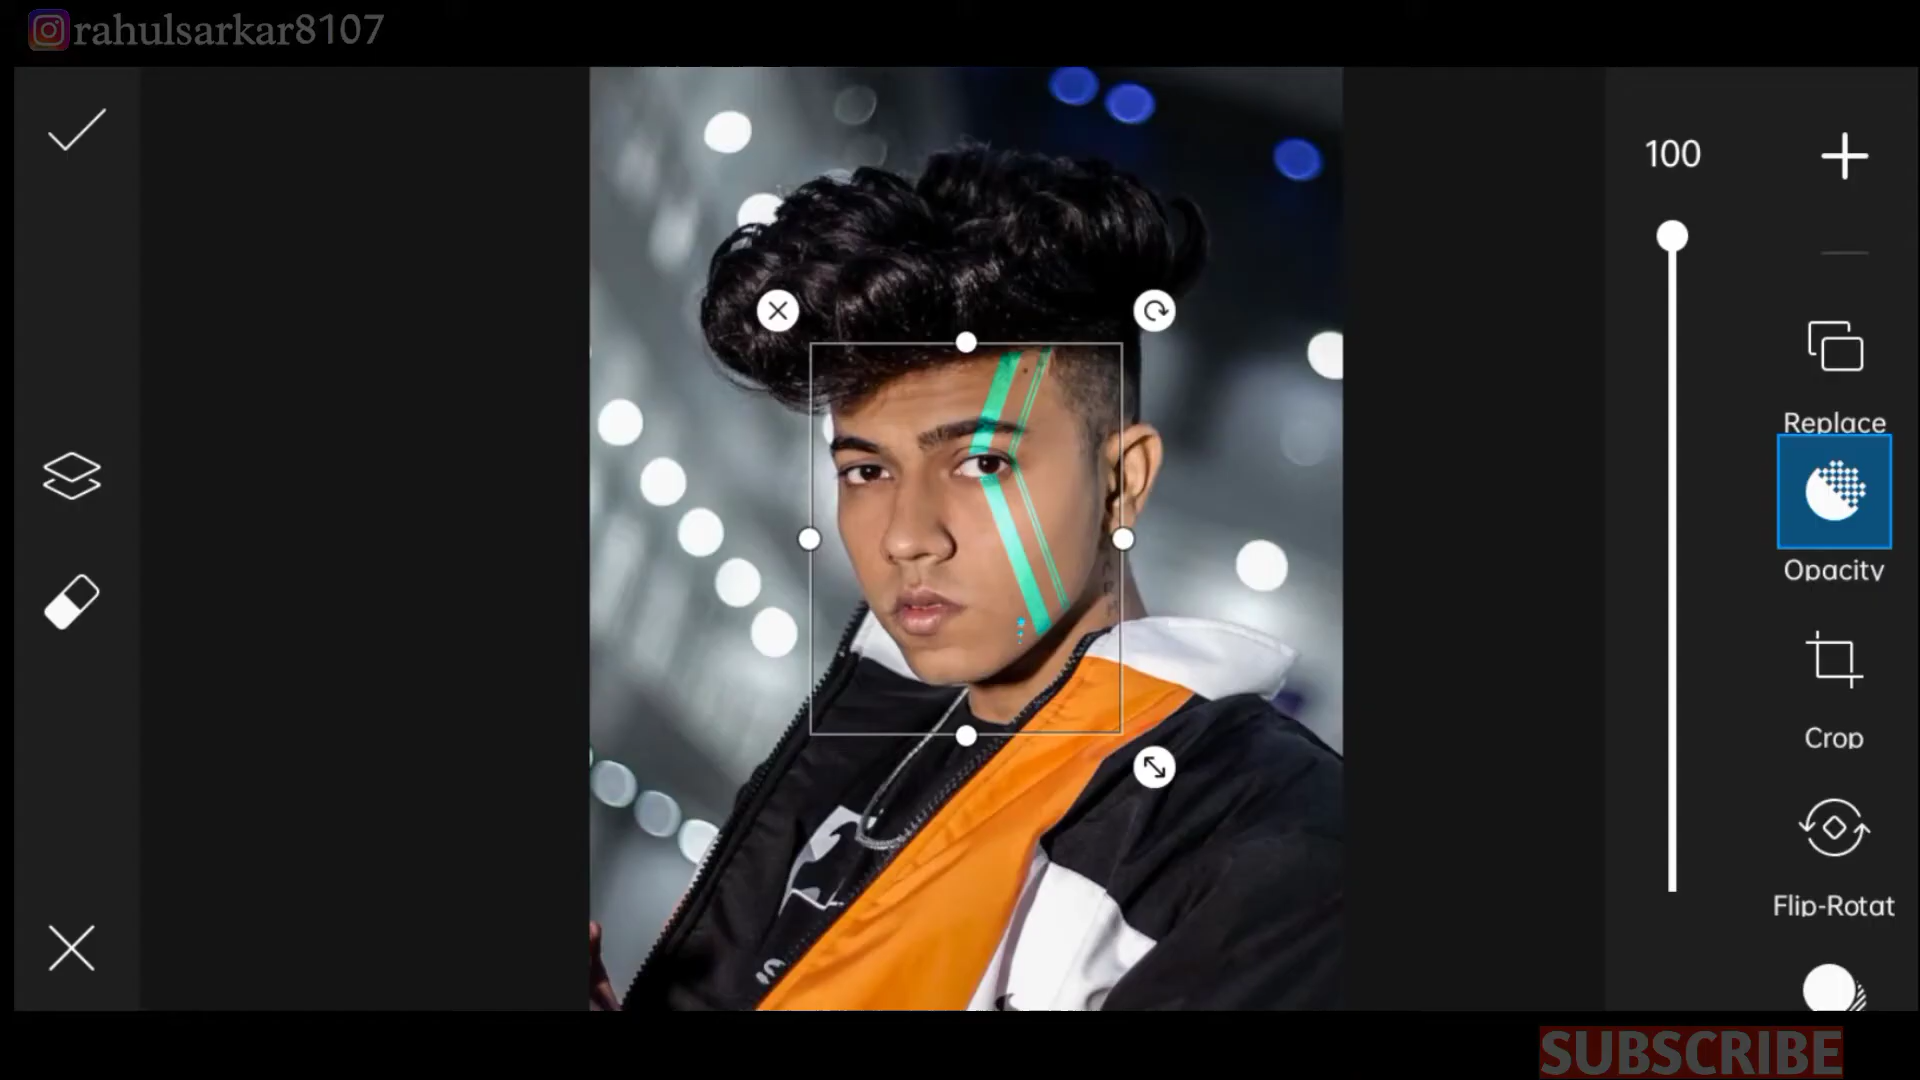 rahulsarkar8107
100
Replace
Opacity
Crop
Flip-Rotat
SUBSCRIBE